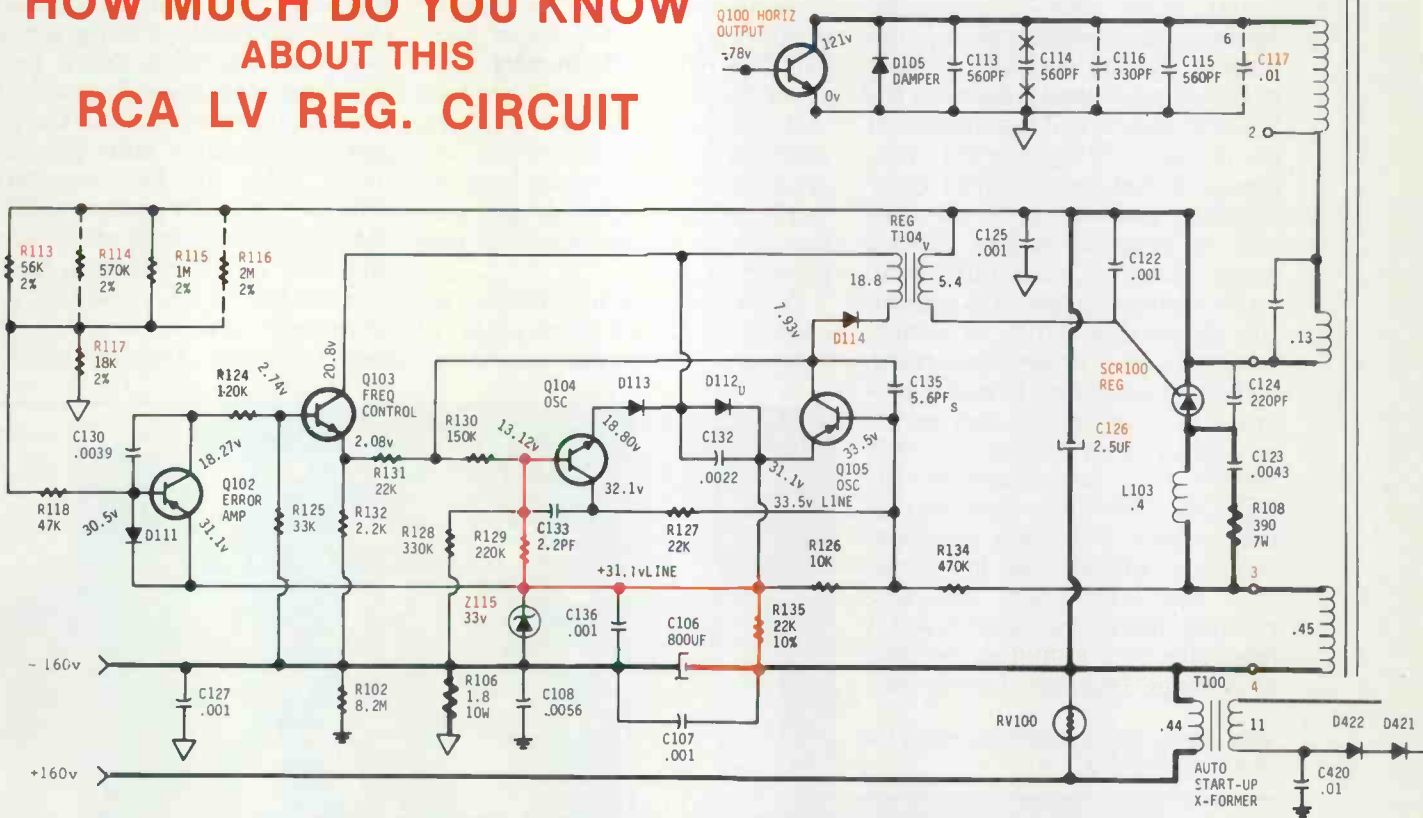 HOW MUCH DO YOU KNOW
ABOUT THIS
RCA LV REG. CIRCUIT
Q100 HORIZ
OUTPUT
-.78v
121v
0v
D1D5
DAMPER
C113
560PF
C114
560PF
C116
330PF
C115
560PF
6
C117
.01
2
R113
56K
2%
R114
570K
2%
R115
1M
2%
R116
2M
2%
R117
18K
2%
REG
T104
V
18.8
5.4
C125
.001
C122
.001
D114
7.93v
.13
SCR100
REG
C124
220PF
C126
2.5UF
C123
.0043
L103
.4
R108
390
7W
R124
120K
2.74v
20.8v
Q103
FREQ
CONTROL
2.08v
R131
22K
R130
150K
13.12v
Q104
OSC
18.80v
32.1v
D113
D112
U
C132
.0022
31.1v
C135
5.6PF
S
33.5v
Q105
OSC
33.5v LINE
C130
.0039
18.27v
Q102
ERROR
AMP
R118
47K
30.5v
D111
31.1v
R125
33K
R132
2.2K
R128
330K
R129
220K
C133
2.2PF
R127
22K
R126
10K
R134
470K
+31.1vLINE
3
Z115
33v
C136
.001
C106
800UF
R135
22K
10%
.45
-160v
4
C127
.001
R102
8.2M
R106
1.8
10W
C108
.0056
C107
.001
RV100
T100
.44
11
D422
D421
+160v
AUTO
START-UP
X-FORMER
C420
.01